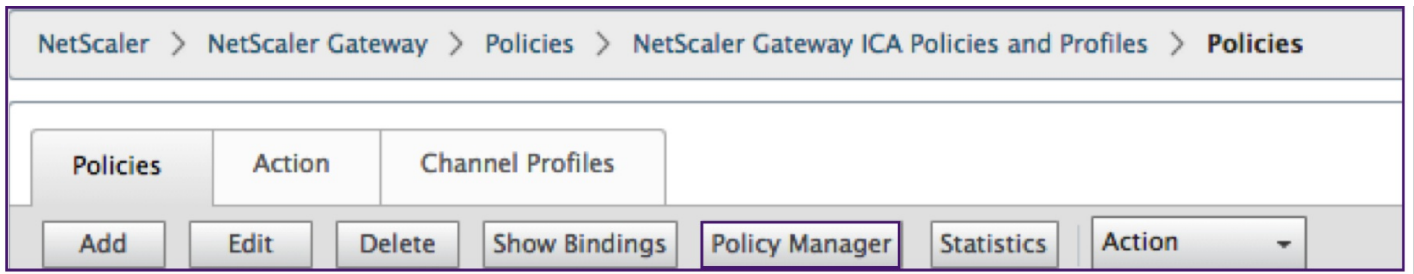 NetScaler > NetScaler Gateway > Policies > NetScaler Gateway ICA Policies and Profiles > Policies
Policies Action Channel Profiles
Add Edit Delete Show Bindings Policy Manager Statistics Action